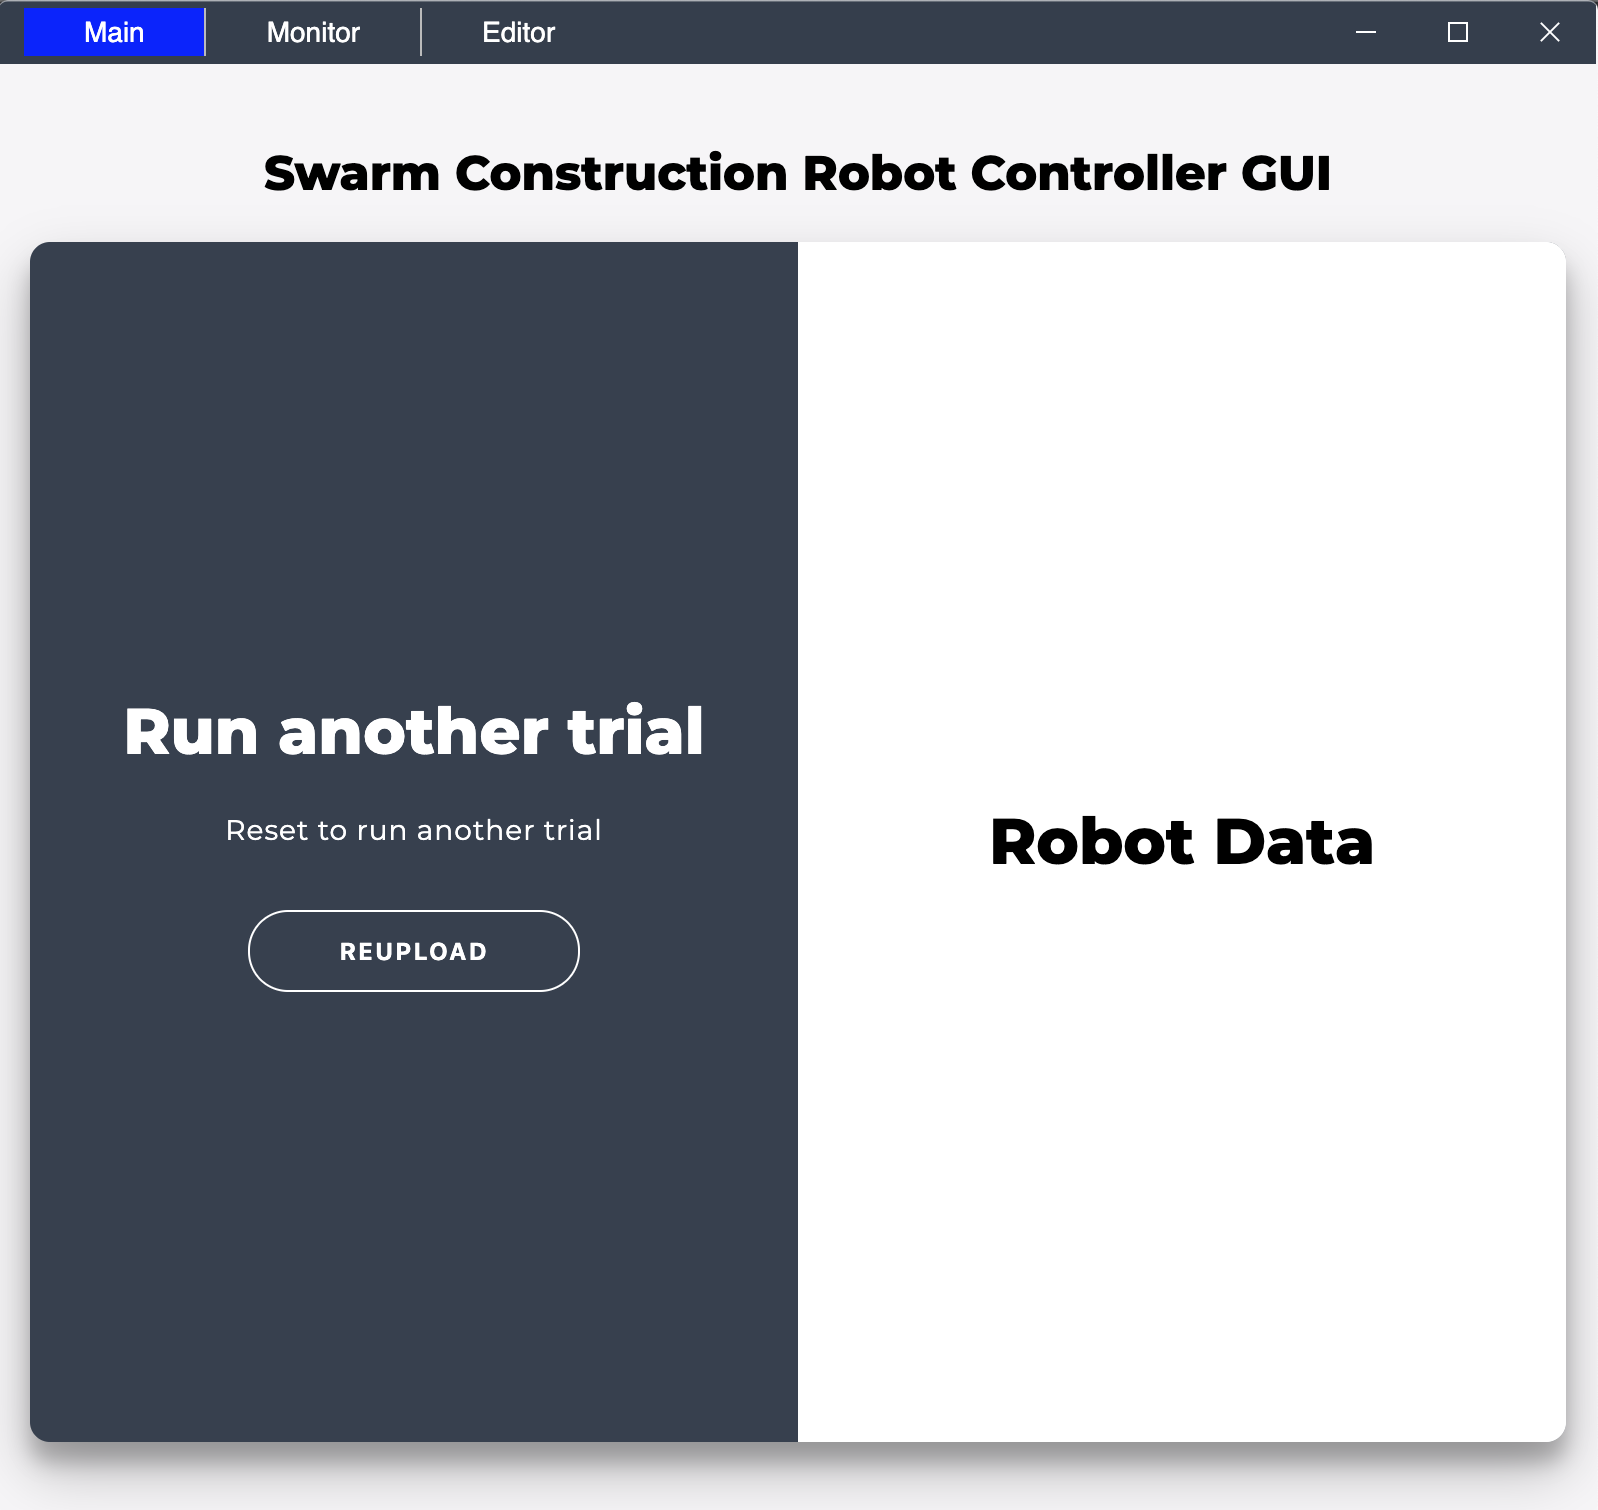 Main
Monitor
Editor
Swarm Construction Robot Controller GUI
Run another trial
Reset to run another trial
REUPLOAD
Robot Data